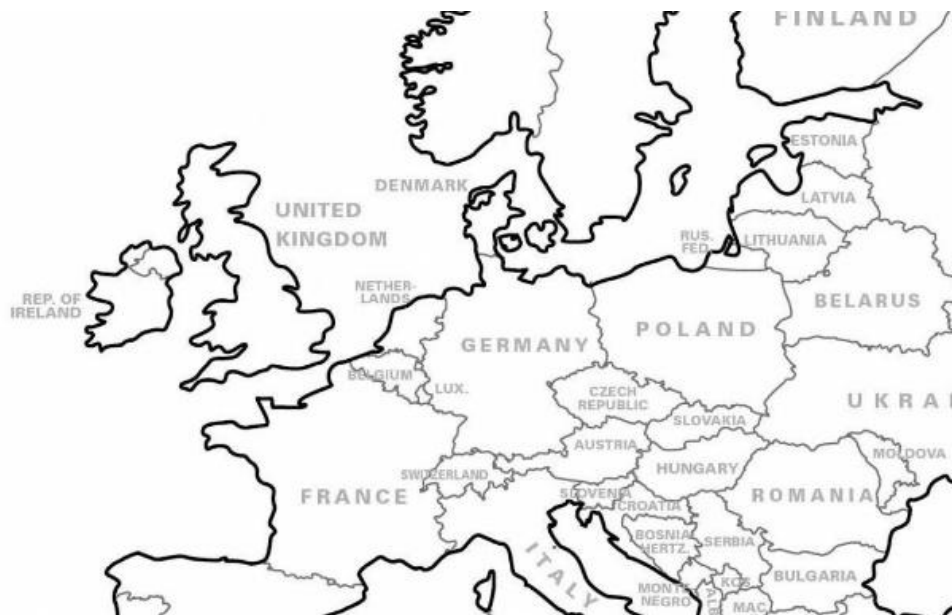 FINLAND
ESTONIA
LATVIA
DENMARK
UNITED
KINGDOM
RUS.
FED.
LITHUANIA
REP. OF
IRELAND
NETHER-
LANDS
BELARUS
POLAND
GERMANY
BELGIUM
LUX.
CZECH
REPUBLIC
UKRAI
SLOVAKIA
AUSTRIA
MOLDOVA
HUNGARY
SWITZERLAND
FRANCE
SLOVENIA
CROATIA
ROMANIA
BOSNIA
HERTZ.
SERBIA
ITALY
BULGARIA
KOS.
MONTE-
NEGRO
MAC.